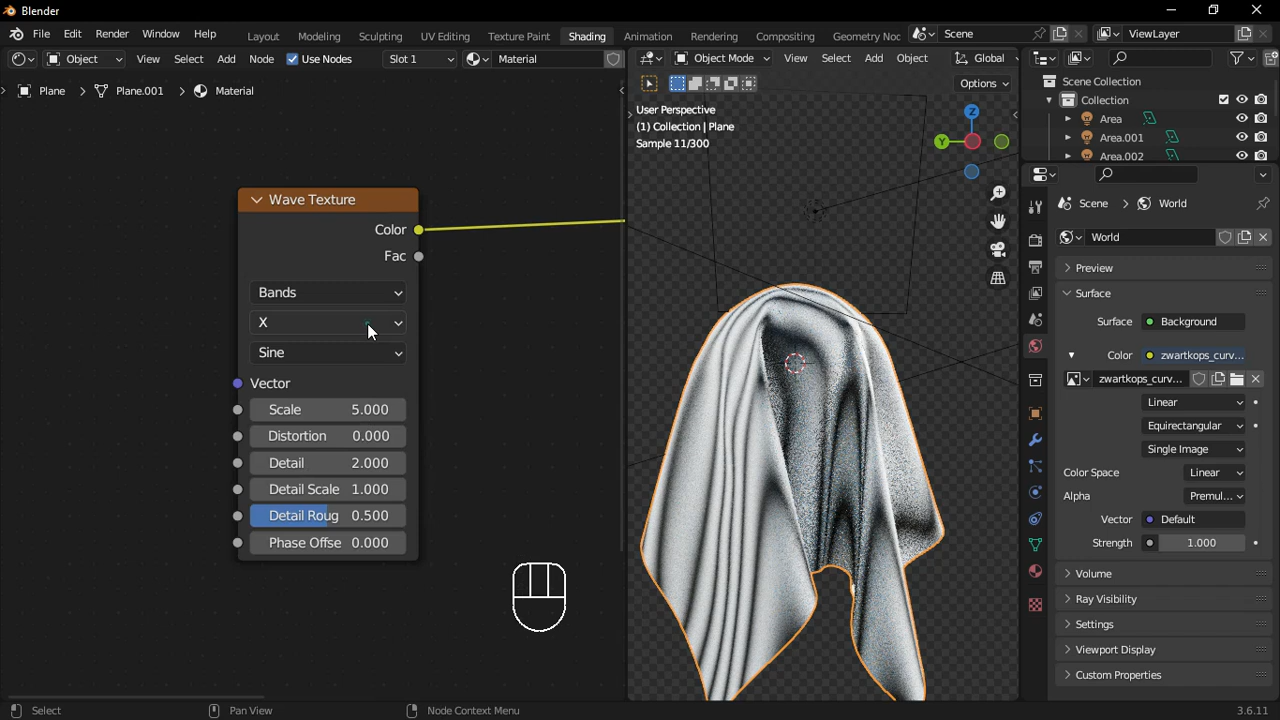 Blender
File Edit Render Window Help Layout Modeling Sculpting UV Editing Texture Paint Shading Animation Rendering Compositing Geometry Noc Scene ViewLayer
Object View Select Add Node Use Nodes Slot 1 Material
Object Mode View Select Add Object Global
Options
Plane Plane.001 Material
User Perspective
(1) Collection | Plane
Sample 11/300
Z
Y
Wave Texture
Color
Fac
Bands
X
Sine
Vector
Scale 5.000
Distortion 0.000
Detail 2.000
Detail Scale 1.000
Detail Roug 0.500
Phase Offse 0.000
Scene Collection
Collection
Area
Area.001
Area.002
Scene World
World
Preview
Surface
Surface Background
Color zwartkops_curv...
zwartkops_curv...
Linear
Equirectangular
Single Image
Color Space Linear
Alpha Premul...
Vector Default
Strength 1.000
Volume
Ray Visibility
Settings
Viewport Display
Custom Properties
Select Pan View Node Context Menu 3.6.11